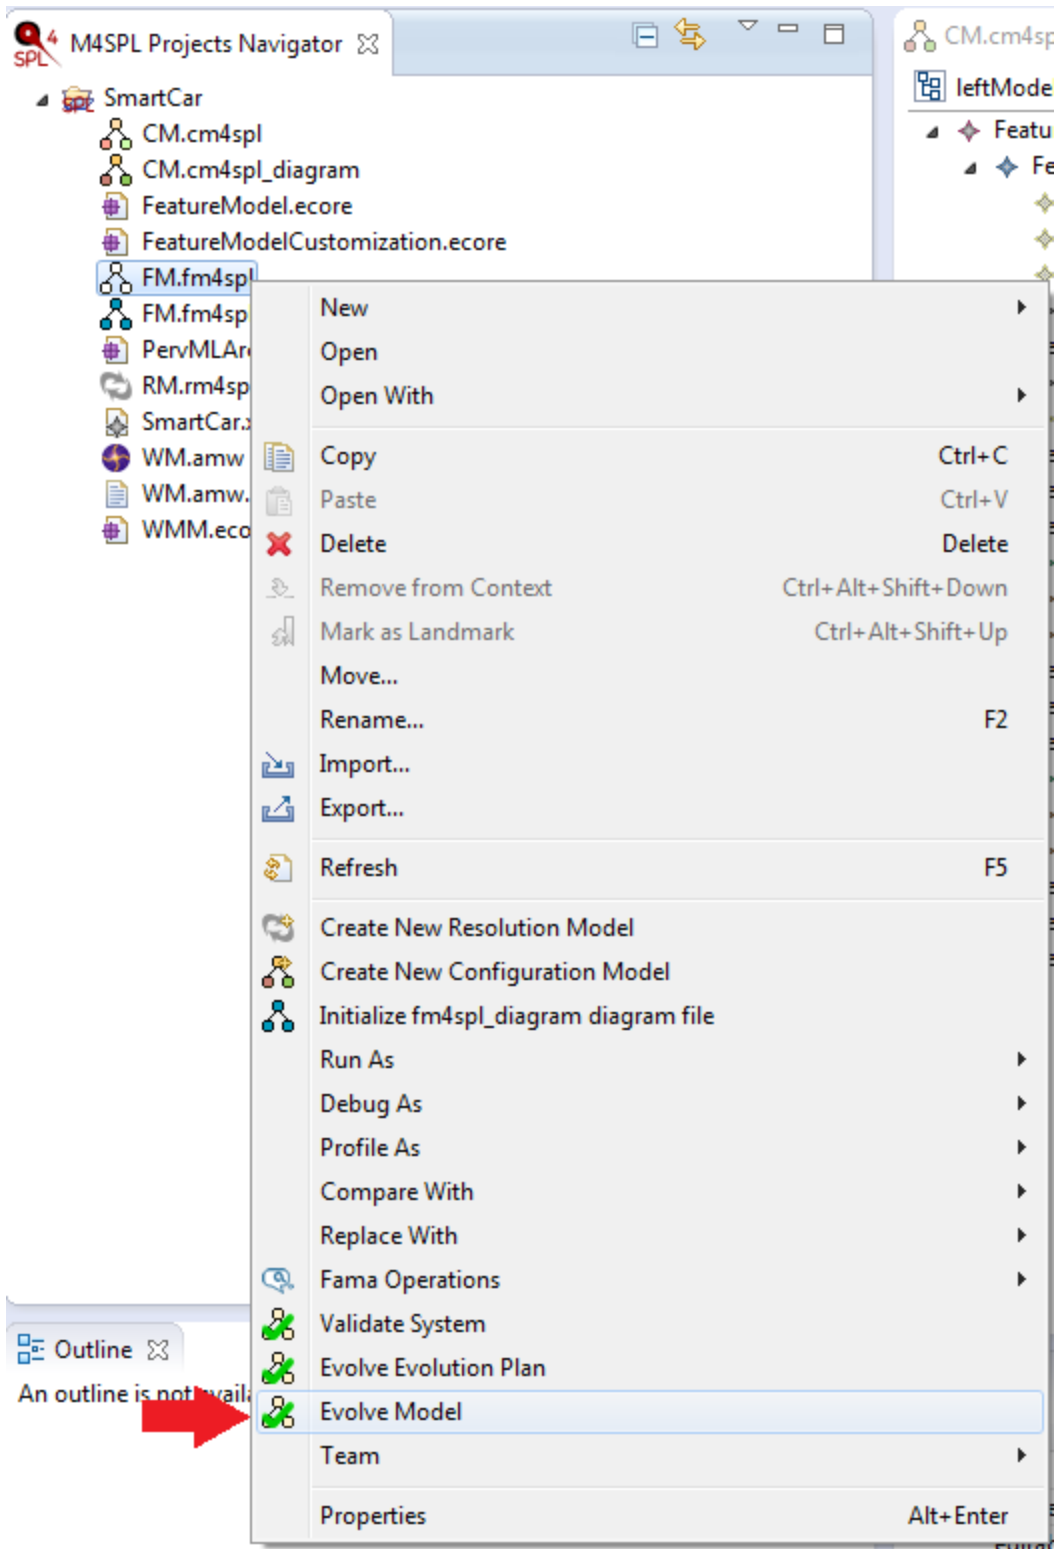 4
SPL
M4SPL Projects Navigator
CM.cm4sp
SmartCar
leftMode
CM.cm4spl
Featu
CM.cm4spl_diagram
Fe
FeatureModel.ecore
FeatureModelCustomization.ecore
FM.fm4spl
FM.fm4sp
PervMLAr
RM.rm4sp
SmartCar.
WM.amw
WM.amw.
WMM.eco
New
Open
Open With
Copy Ctrl+C
Paste Ctrl+V
Delete Delete
Remove from Context Ctrl+Alt+Shift+Down
Mark as Landmark Ctrl+Alt+Shift+Up
Move...
Rename... F2
Import...
Export...
Refresh F5
Create New Resolution Model
Create New Configuration Model
Initialize fm4spl_diagram diagram file
Run As
Debug As
Profile As
Compare With
Replace With
Fama Operations
Validate System
Evolve Evolution Plan
Evolve Model
Team
Properties Alt+Enter
Outline
An outline is not avail